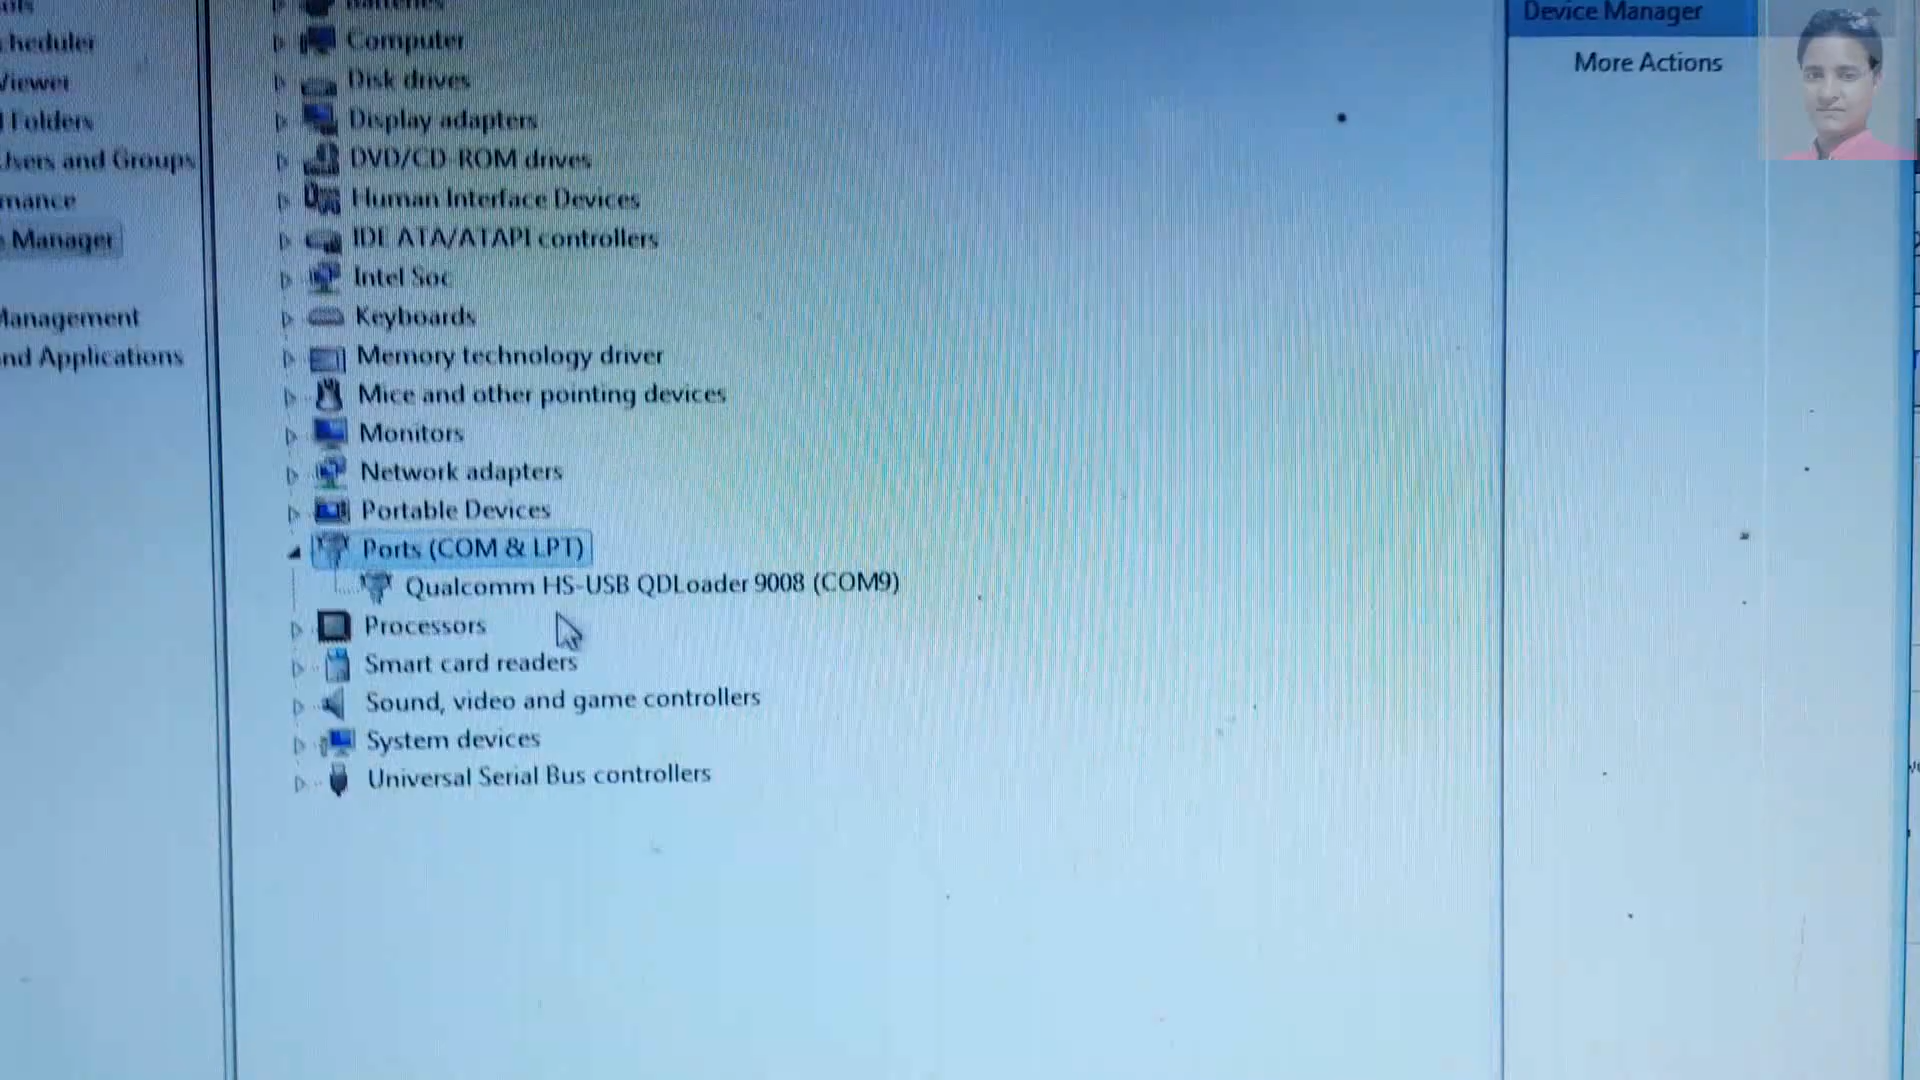 Device Manager
More Actions
Batteries
Computer
Disk drives
Display adapters
DVD/CD-ROM drives
Human Interface Devices
IDE ATA/ATAPI controllers
Intel Soc
Keyboards
Memory technology driver
Mice and other pointing devices
Monitors
Network adapters
Portable Devices
Ports (COM & LPT)
Qualcomm HS-USB QDLoader 9008 (COM9)
Processors
Smart card readers
Sound, video and game controllers
System devices
Universal Serial Bus controllers
heduler
Viewer
Folders
Users and Groups
mance
Manager
Management
nd Applications